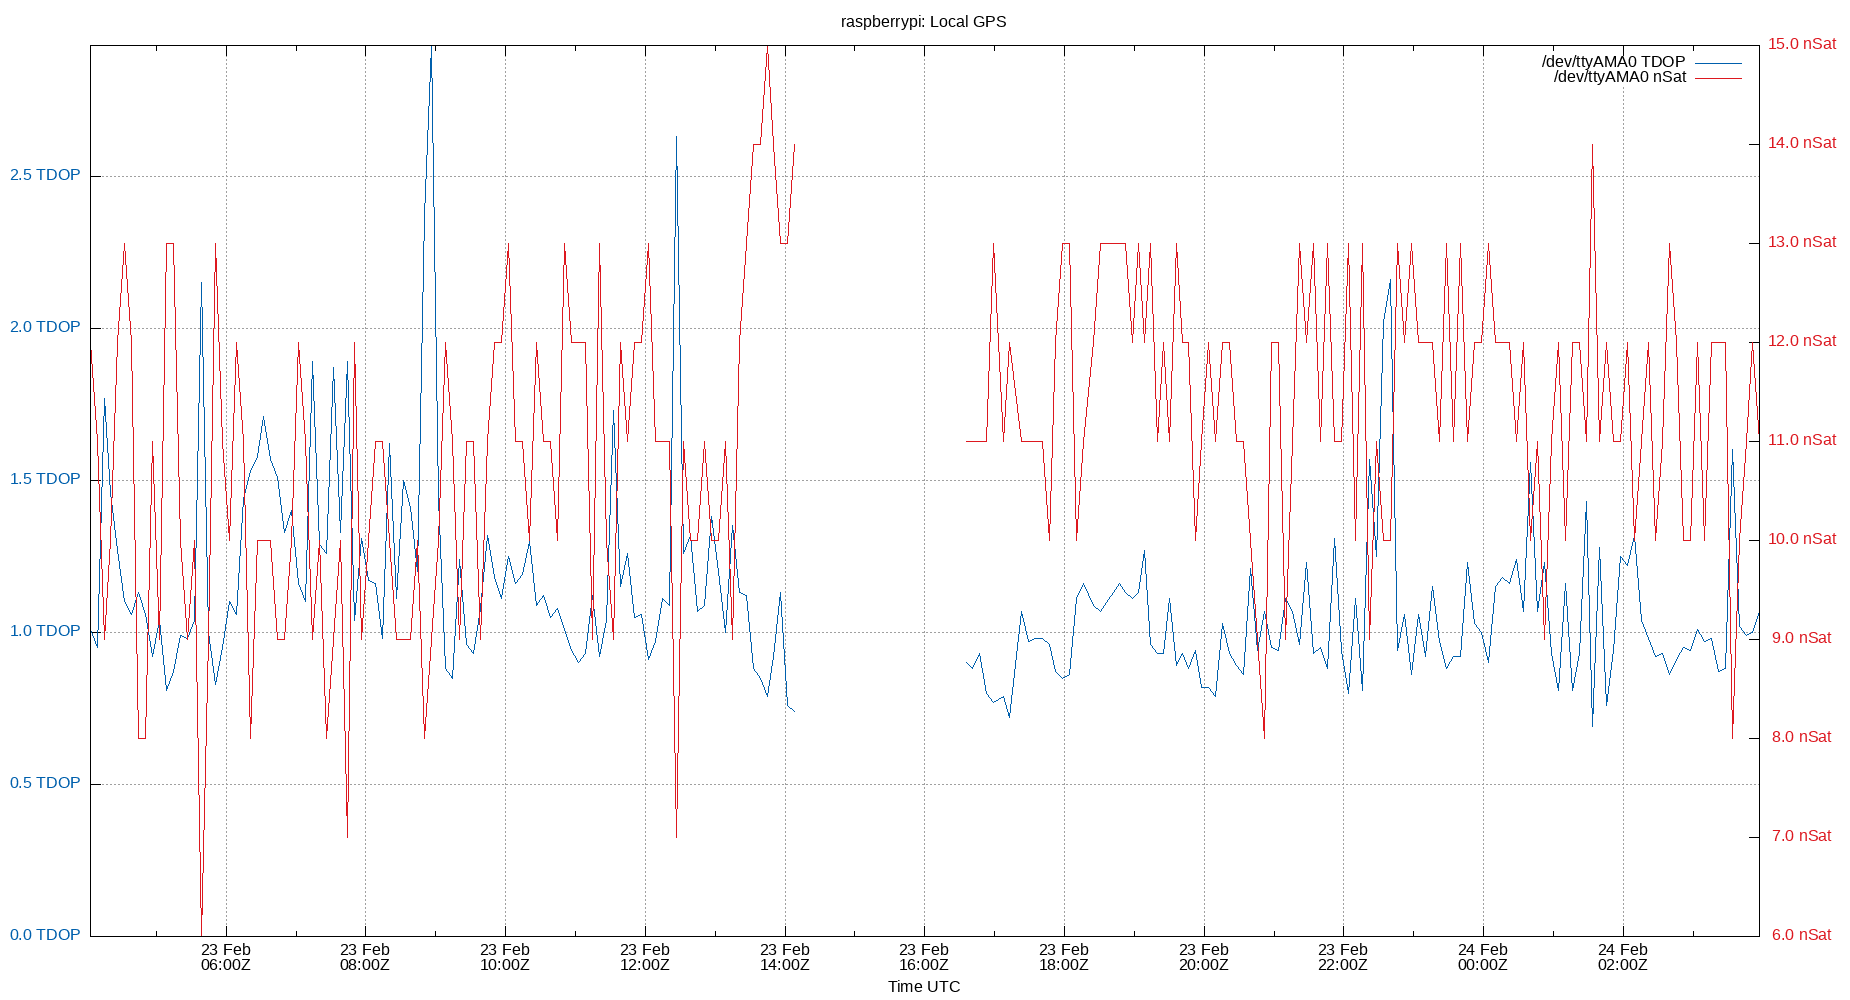 raspberrypi: Local GPS
/dev/ttyAMA0 TDOP
/dev/ttyAMA0 nSat
2.5 TDOP
2.0 TDOP
1.5 TDOP
1.0 TDOP
0.5 TDOP
0.0 TDOP
15.0 nSat
14.0 nSat
13.0 nSat
12.0 nSat
11.0 nSat
10.0 nSat
9.0 nSat
8.0 nSat
7.0 nSat
6.0 nSat
23 Feb
06:00Z
23 Feb
08:00Z
23 Feb
10:00Z
23 Feb
12:00Z
23 Feb
14:00Z
23 Feb
16:00Z
23 Feb
18:00Z
23 Feb
20:00Z
23 Feb
22:00Z
24 Feb
00:00Z
24 Feb
02:00Z
Time UTC